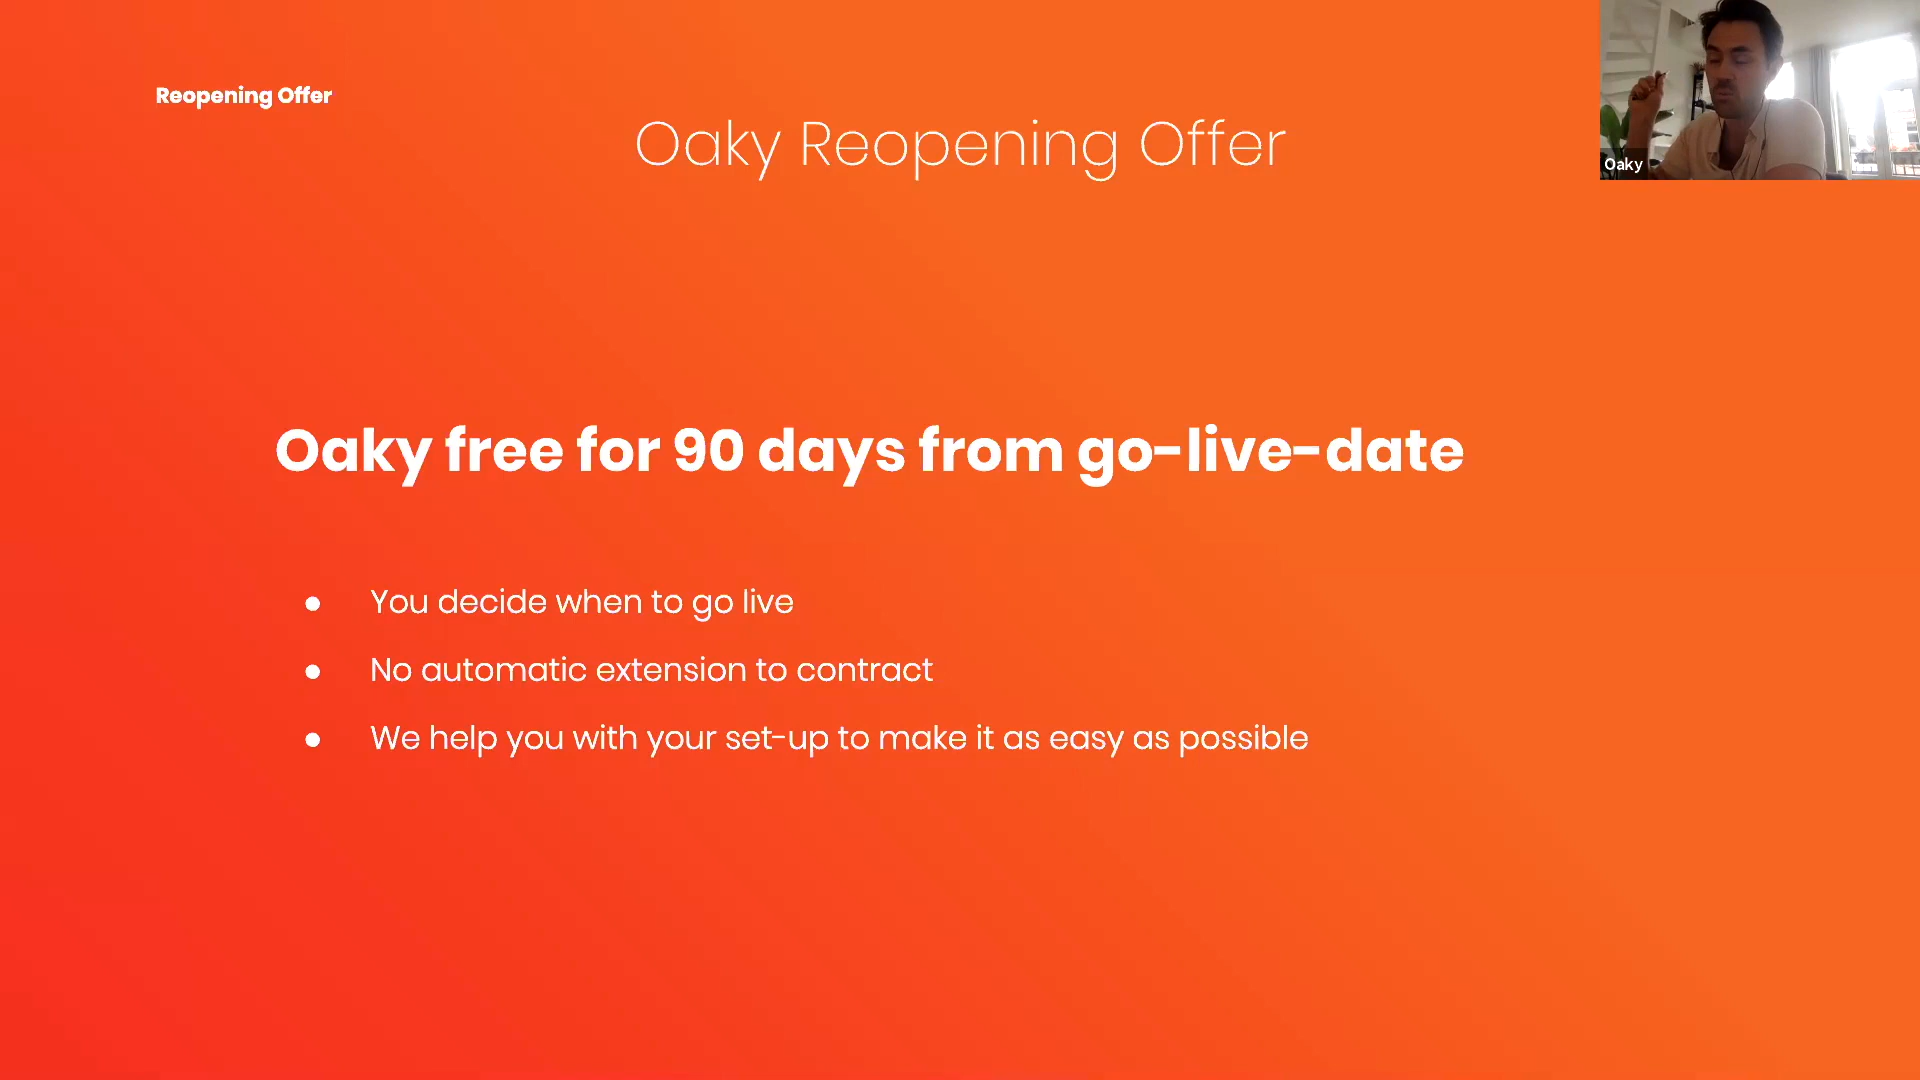 Reopening Offer
Oaky Reopening Offer
Oaky
Oaky free for 90 days from go-live-date
● You decide when to go live
● No automatic extension to contract
● We help you with your set-up to make it as easy as possible